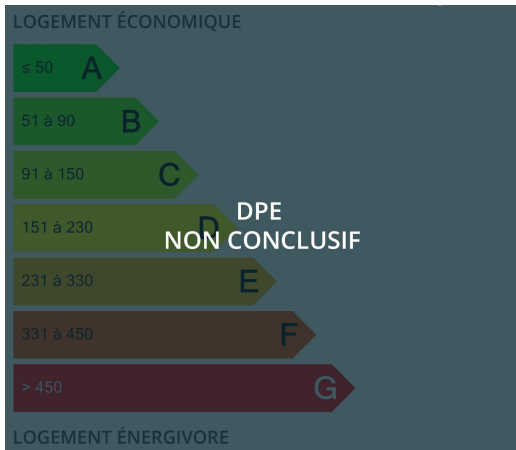 LOGEMENT ÉCONOMIQUE
≤ 50 A
51 à 90 B
91 à 150 C
151 à 230 D
DPE
NON CONCLUSIF
231 à 330 E
331 à 450 F
> 450 G
LOGEMENT ÉNERGIVORE